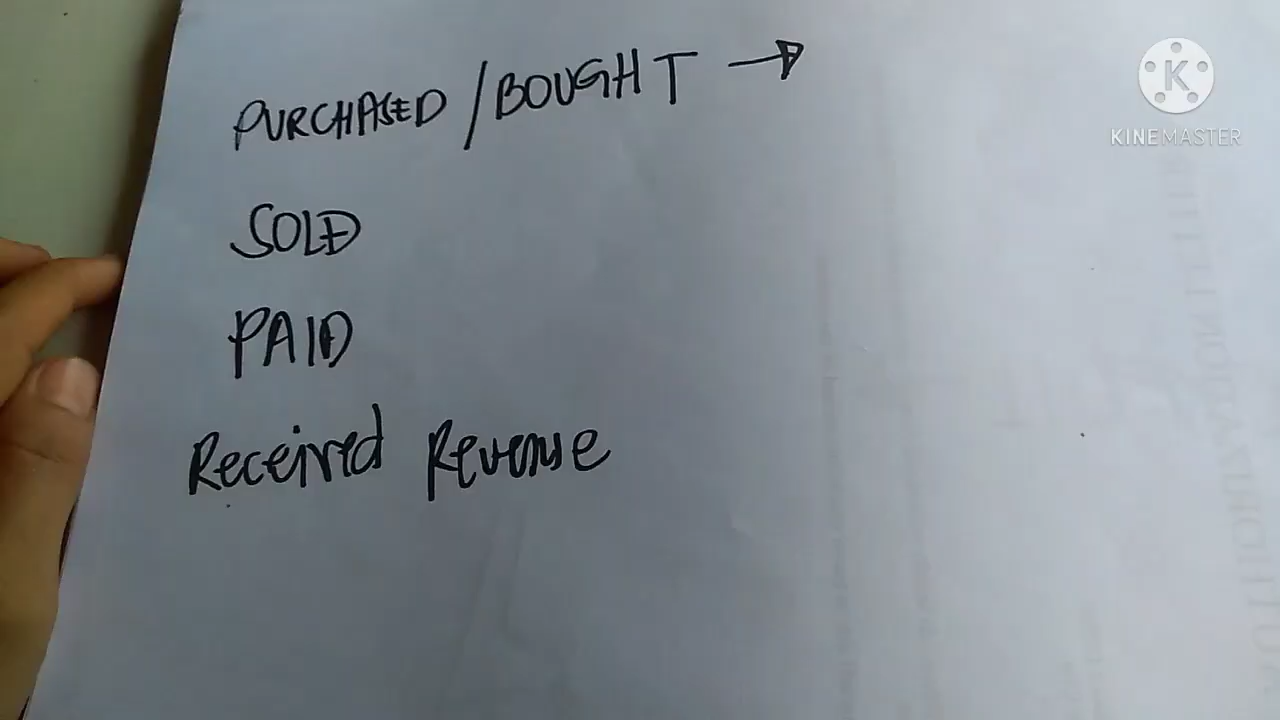 PURCHASED / BOUGHT →
SOLD
PAID
Received Revenue
K
KINEMASTER